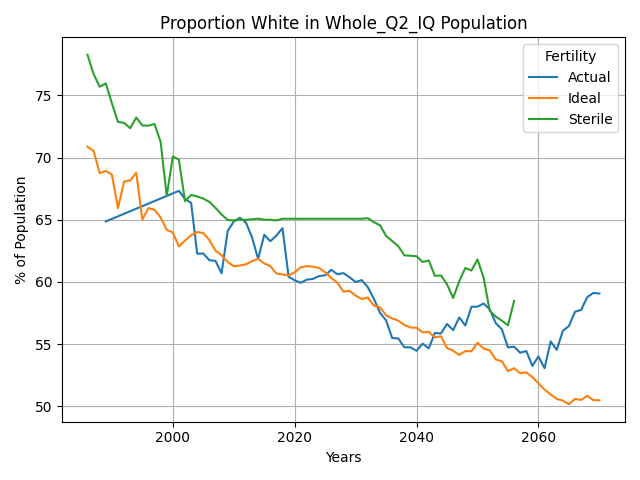 Proportion White in Whole_Q2_IQ Population
Fertility
Actual
Ideal
Sterile
% of Population
75
70
65
60
55
50
2000
2020
2040
2060
Years